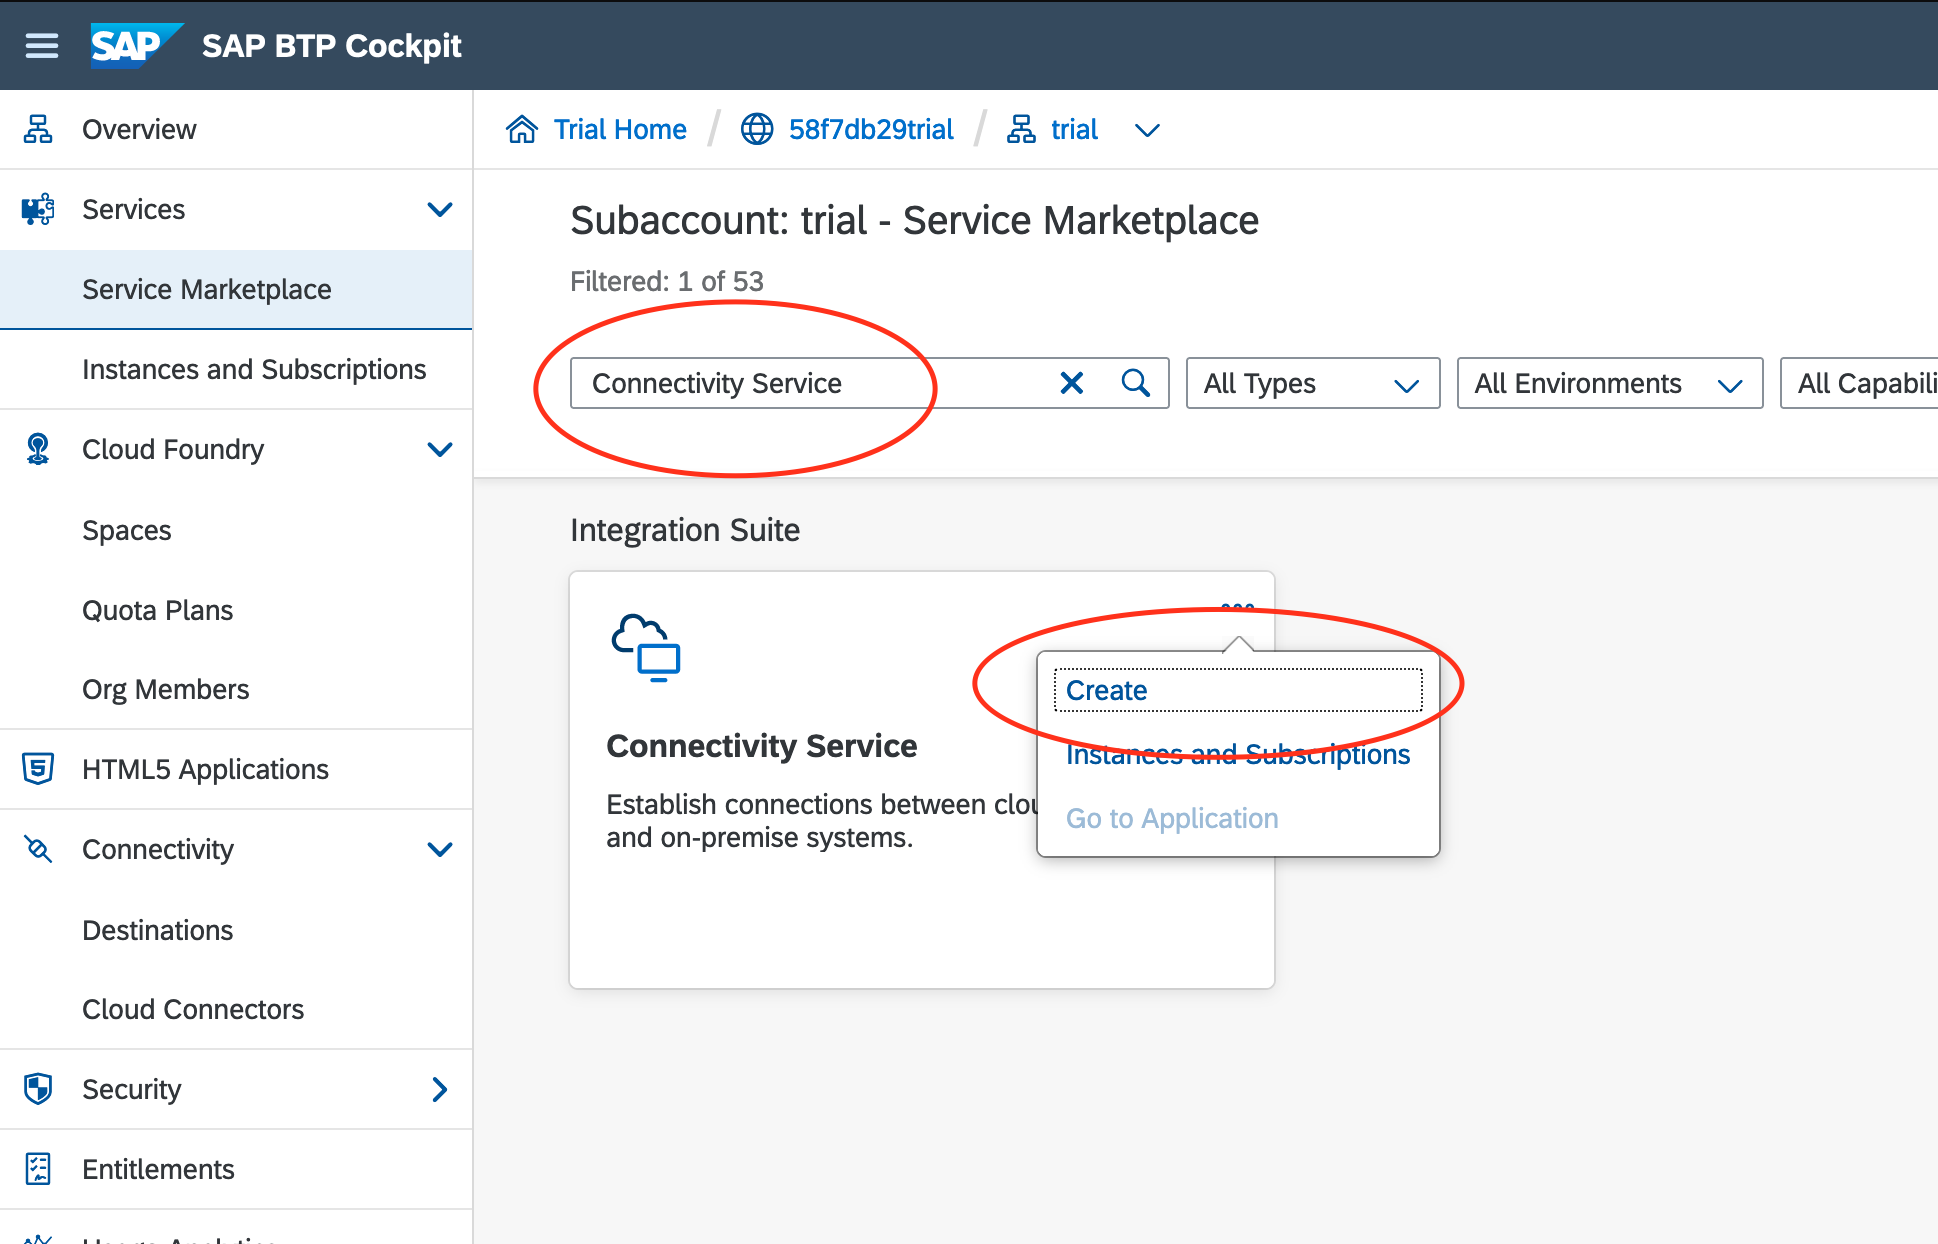 SAP SAP BTP Cockpit
Overview
Services
Service Marketplace
Instances and Subscriptions
Cloud Foundry
Spaces
Quota Plans
Org Members
HTML5 Applications
Connectivity
Destinations
Cloud Connectors
Security
Entitlements
Trial Home / 58f7db29trial / trial
Subaccount: trial - Service Marketplace
Filtered: 1 of 53
Connectivity Service All Types All Environments All Capabili
Integration Suite
Connectivity Service
Establish connections between clou
and on-premise systems.
Create
Instances and Subscriptions
Go to Application